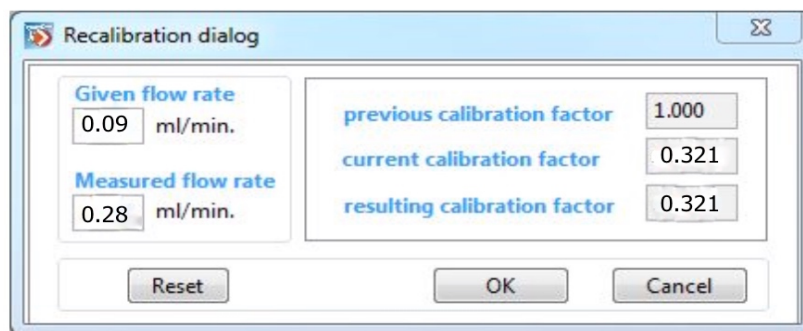 Recalibration dialog
Given flow rate
0.09 ml/min.
Measured flow rate
0.28 ml/min.
previous calibration factor 1.000
current calibration factor 0.321
resulting calibration factor 0.321
Reset OK Cancel